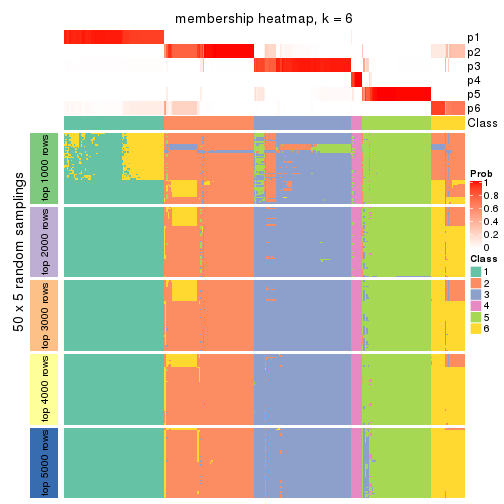 membership heatmap, k = 6
p1
p2
p3
p4
p5
p6
Class
50 x 5 random samplings
top 1000 rows
top 2000 rows
top 3000 rows
top 4000 rows
top 5000 rows
Prob
1
0.8
0.6
0.4
0.2
0
Class
1
2
3
4
5
6